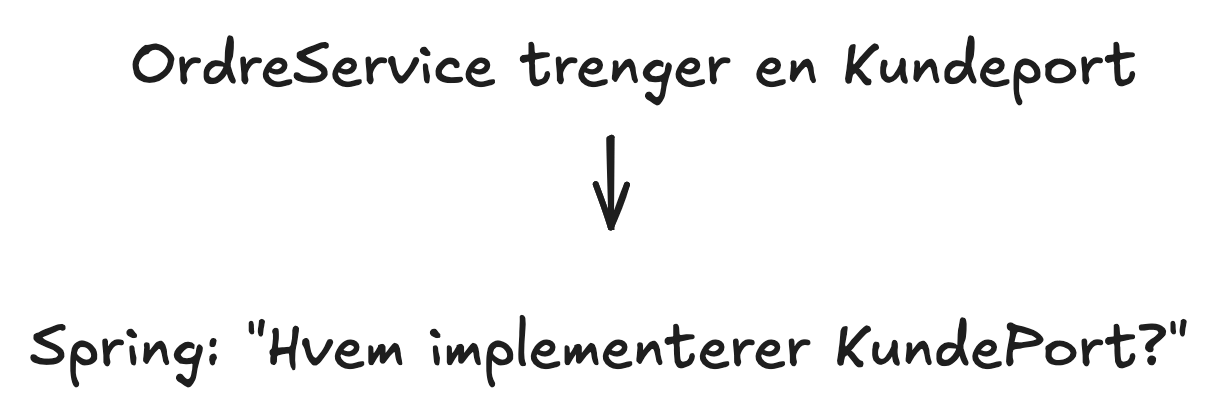 OrdreService trenger en Kundeport
Spring: "Hvem implementerer KundePort?"